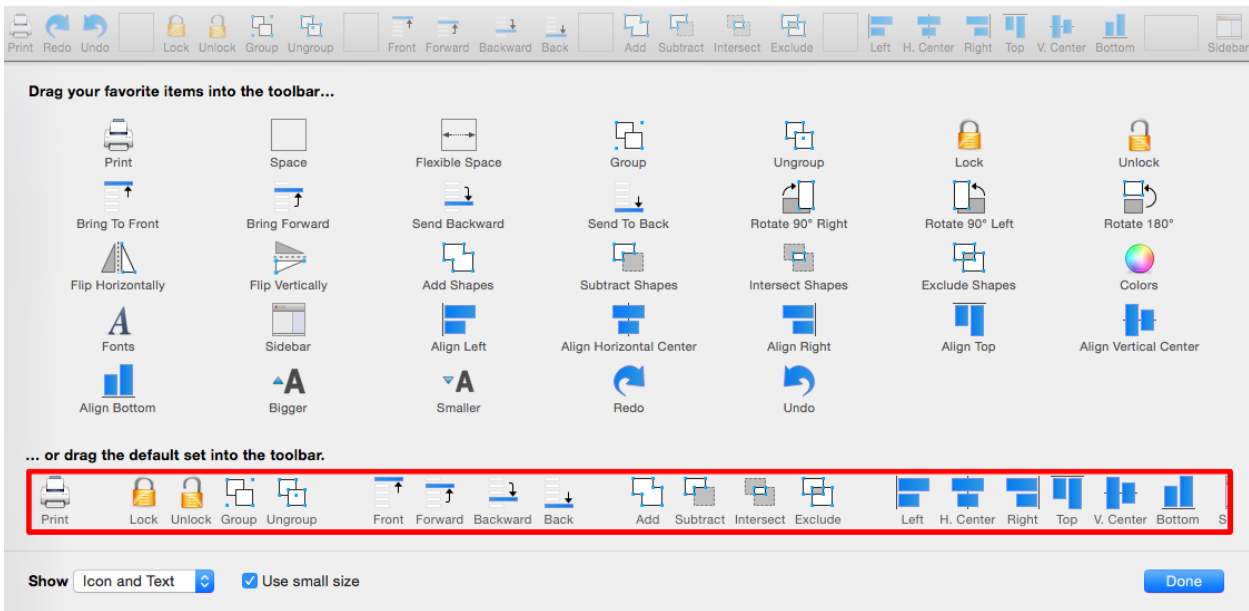 Print Redo Undo Lock Unlock Group Ungroup Front Forward Backward Back Add Subtract Intersect Exclude Left H. Center Right Top V. Center Bottom Sidebar
Drag your favorite items into the toolbar...
Print Space Flexible Space Group Ungroup Lock Unlock
Bring To Front Bring Forward Send Backward Send To Back Rotate 90° Right Rotate 90° Left Rotate 180°
Flip Horizontally Flip Vertically Add Shapes Subtract Shapes Intersect Shapes Exclude Shapes Colors
A
Fonts Sidebar Align Left Align Horizontal Center Align Right Align Top Align Vertical Center
A A
Align Bottom Bigger Smaller Redo Undo
... or drag the default set into the toolbar.
Print Lock Unlock Group Ungroup Front Forward Backward Back Add Subtract Intersect Exclude Left H. Center Right Top V. Center Bottom S
Show Icon and Text Use small size Done